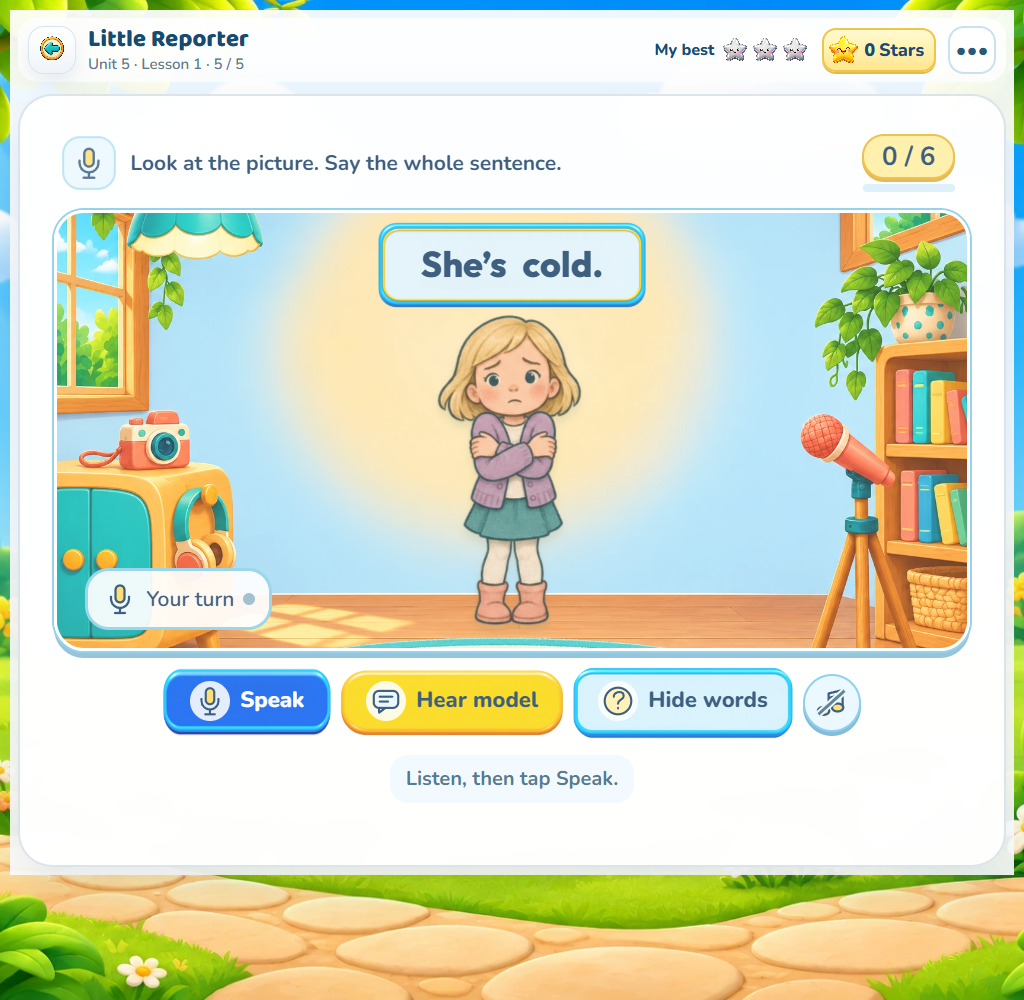 Little Reporter
Unit 5 · Lesson 1 · 5 / 5
My best
0 Stars
Look at the picture. Say the whole sentence.
0 / 6
She's cold.
Your turn
Speak
Hear model
Hide words
Listen, then tap Speak.